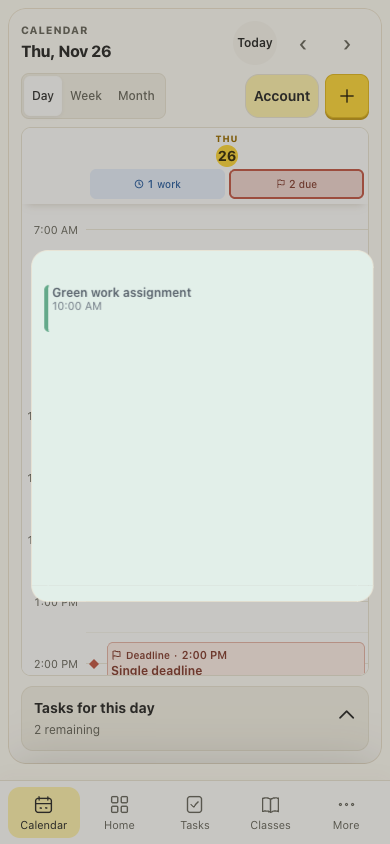 CALENDAR
Thu, Nov 26
Today
Day
Week
Month
Account
THU
26
1 work
2 due
7:00 AM
Green work assignment
10:00 AM
1:00 PM
Deadline · 2:00 PM
2:00 PM
Single deadline
Tasks for this day
2 remaining
Calendar
Home
Tasks
Classes
More